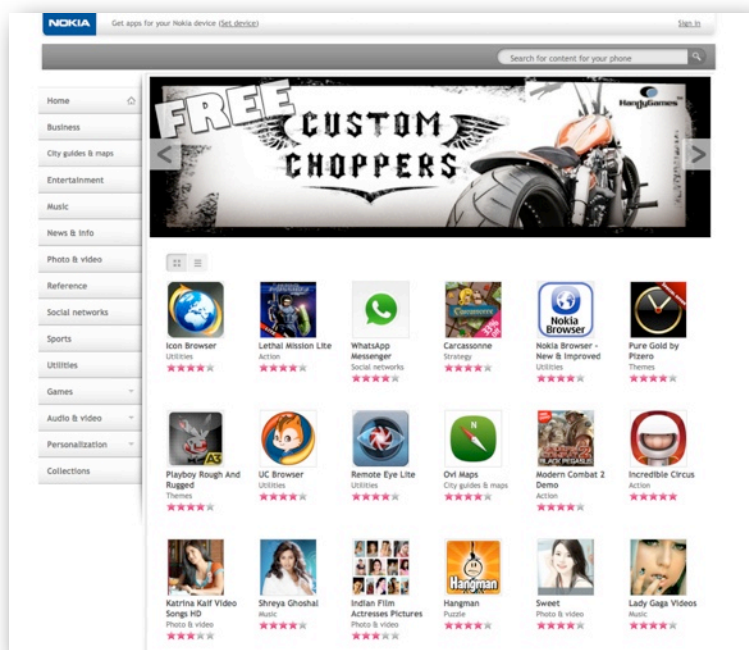 NOKIA
Get apps for your Nokia device (Set device)
Sign In
Search for content for your phone
Home
Business
City guides & maps
Entertainment
Music
News & info
Photo & video
Reference
Social networks
Sports
Utilities
Games
Audio & video
Personalization
Collections
FREE
CUSTOM
CHOPPERS
HandyGames
Icon Browser
Utilities
Lethal Mission Lite
Action
WhatsApp
Messenger
Social networks
Carcassonne
Strategy
Nokia
Browser
Nokia Browser -
New & Improved
Utilities
Pure Gold by
Pizero
Themes
Playboy Rough And
Rugged
Themes
UC Browser
Utilities
Remote Eye Lite
Utilities
Ovi Maps
City guides & maps
Modern Combat 2
Demo
Action
Incredible Circus
Action
Katrina Kaif Video
Songs HD
Photo & video
Shreya Ghoshal
Music
Indian Film
Actresses Pictures
Photo & video
Hangman
Hangman
Puzzle
Sweet
Photo & video
Lady Gaga Videos
Music